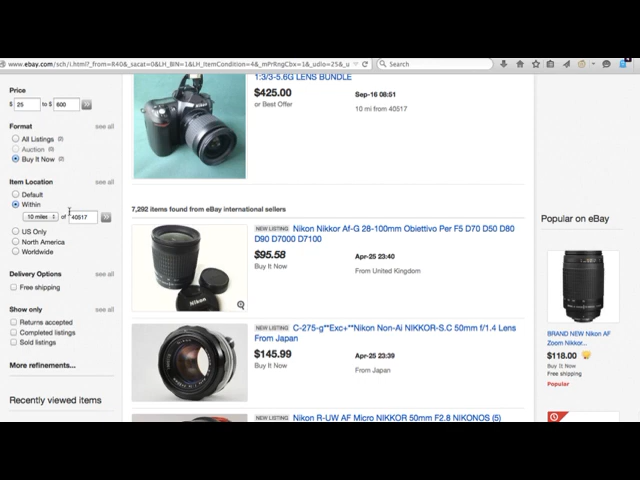 www.ebay.com/sch/i.html?_from=R40&_sacat=0&LH_BIN=1&LH_ItemCondition=4&_mPrRngCbx=1&_udlo=25&_u
Search
1:3/3-5.6G LENS BUNDLE
$425.00
or Best Offer
Sep-16 08:51
10 mi from 40517
Price
$ 25 to $ 600
Format
see all
All Listings
Auction
Buy It Now
Item Location
see all
Default
Within
10 miles of 40517
US Only
North America
Worldwide
Delivery Options
see all
Free shipping
Show only
see all
Returns accepted
Completed listings
Sold listings
More refinements...
Recently viewed items
7,292 items found from eBay international sellers
NEW LISTING Nikon Nikkor Af-G 28-100mm Obiettivo Per F5 D70 D50 D80
D90 D7000 D7100
$95.58
Buy It Now
Apr-25 23:40
From United Kingdom
NEW LISTING C-275-g**Exc+**Nikon Non-Ai NIKKOR-S.C 50mm f/1.4 Lens
From Japan
$145.99
Buy It Now
Apr-25 23:39
From Japan
NEW LISTING Nikon R-UW AF Micro NIKKOR 50mm F2.8 NIKONOS (5)
Popular on eBay
BRAND NEW Nikon AF
Zoom Nikkor...
$118.00
Buy It Now
Free shipping
Popular